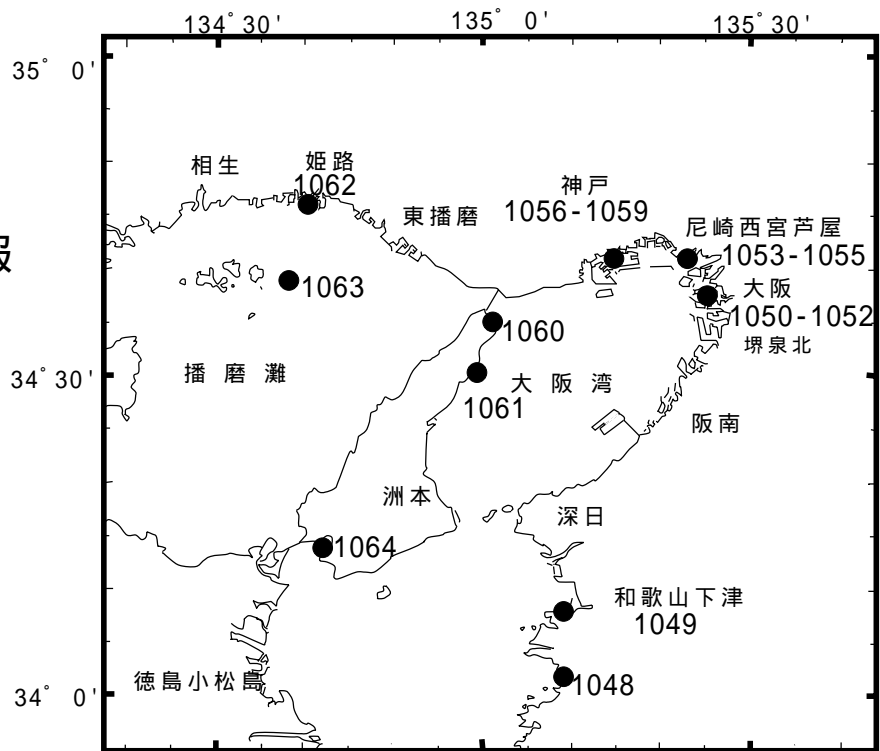 134° 30'
135° 0'
135° 30'
35° 0'
相生
姫路
1062
東播磨
神戸
1056-1059
尼崎西宮芦屋
1053-1055
報
1063
大阪
1050-1052
1060
堺泉北
34° 30'
播磨灘
1061
大阪湾
阪南
洲本
深日
1064
和歌山下津
1049
徳島小松島
34° 0'
1048